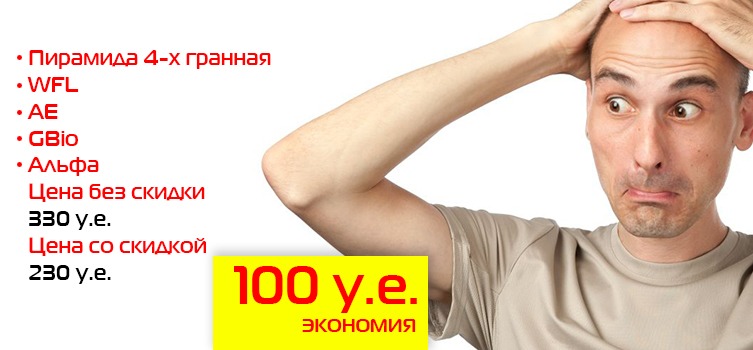 • Пирамида 4-х гранная
• WFL
• AE
• GBio
• Альфа
Цена без скидки
330 у.е.
Цена со скидкой
230 у.е.
100 у.е.
экономия